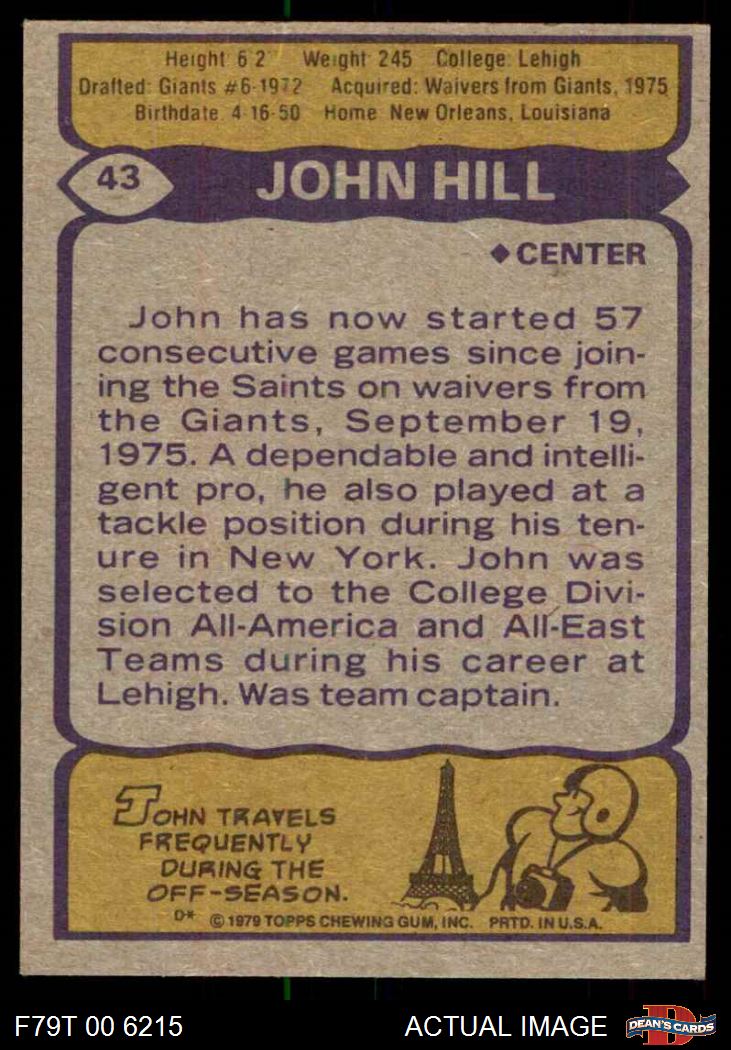 Height 6 2" Weight 245 College: Lehigh
Drafted: Giants #6-1972 Acquired: Waivers from Giants, 1975
Birthdate 4-16-50 Home New Orleans, Louisiana
43
JOHN HILL
◆CENTER
John has now started 57
consecutive games since join-
ing the Saints on waivers from
the Giants, September 19,
1975. A dependable and intelli-
gent pro, he also played at a
tackle position during his ten-
ure in New York. John was
selected to the College Divi-
sion All-America and All-East
Teams during his career at
Lehigh. Was team captain.
JOHN TRAVELS
FREQUENTLY
DURING THE
OFF-SEASON.
D* © 1979 TOPPS CHEWING GUM, INC. PRTD. IN U.S.A.
F79T 00 6215
ACTUAL IMAGE
D
DEAN'S CARDS